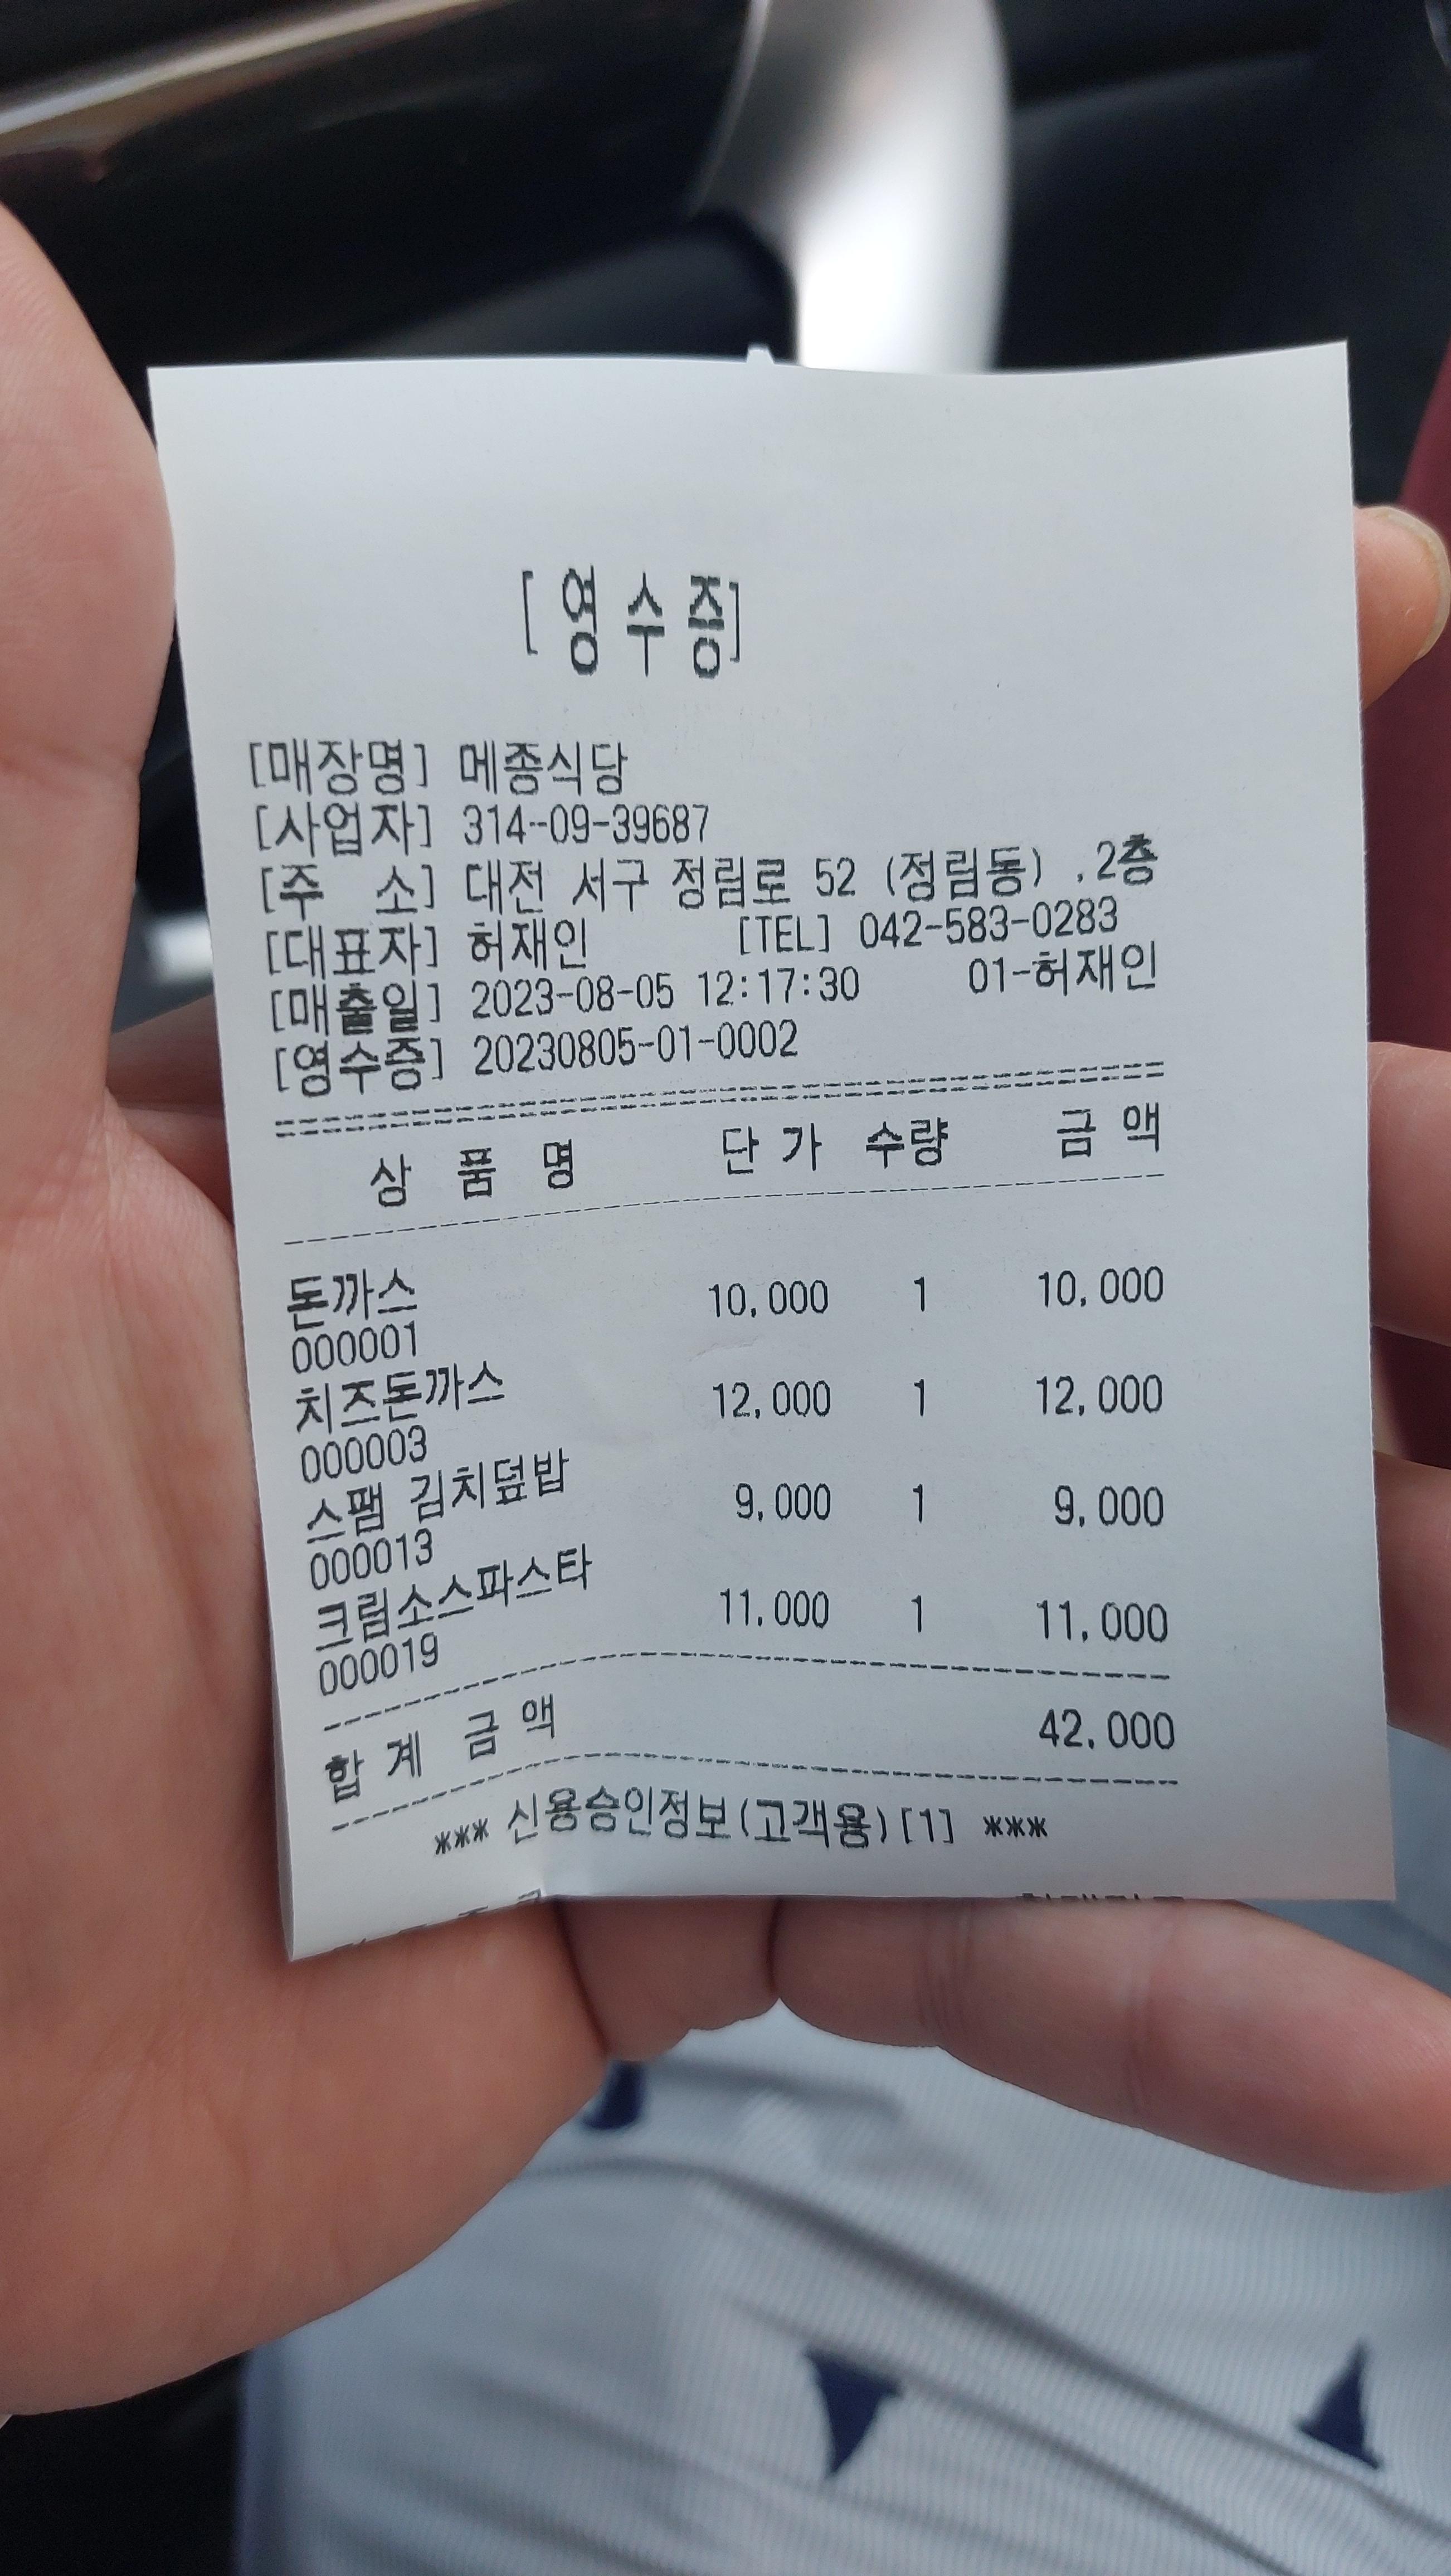 [ 영 수 증]
[매장명] 메종식당
[사업자] 314-09-39687
[주 소] 대전 서구 정림로 52 (정림동) ,2층
[대표자] 허재인 [TEL] 042-583-0283
[매출일] 2023-08-05 12:17:30 01-허재인
[영수증] 20230805-01-0002
상 품 명 단 가 수량 금 액
돈까스 10,000 1 10,000
000001
치즈돈까스 12,000 1 12,000
000003
스팸 김치덮밥 9,000 1 9,000
000013
크림소스파스타 11,000 1 11,000
000019
합 계 금 액 42,000
*** 신용승인정보(고객용)[1] ***